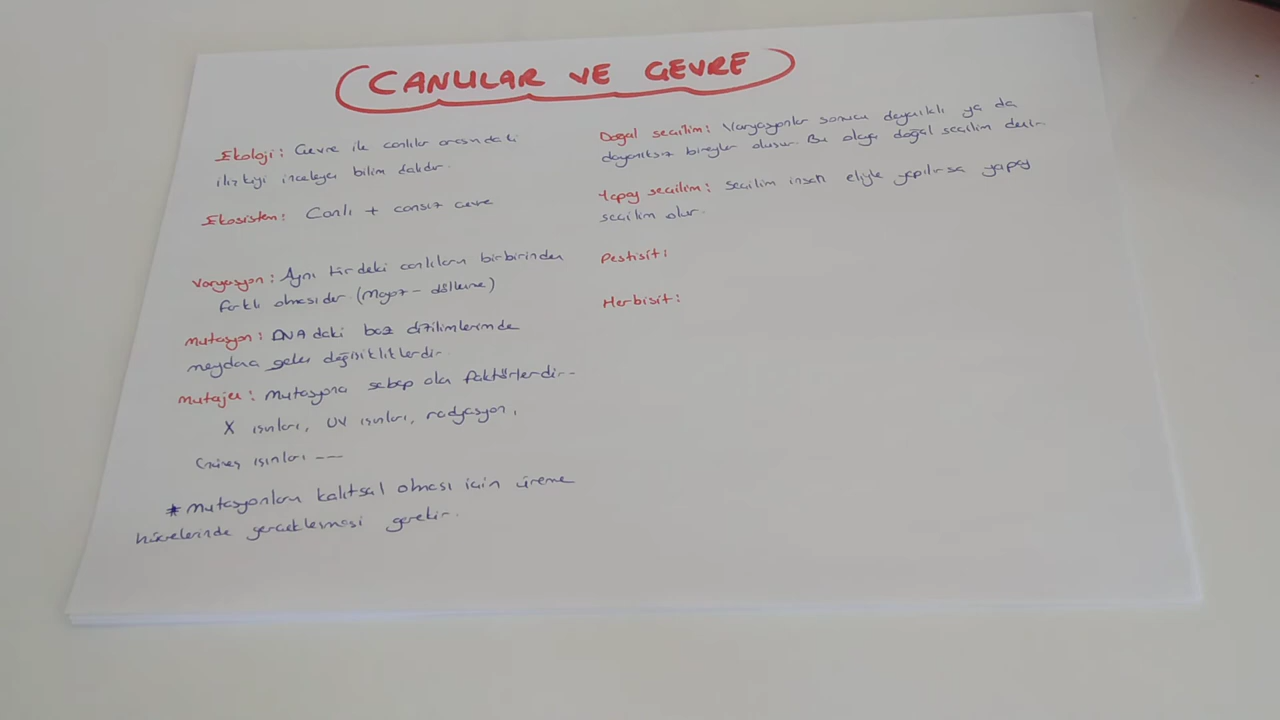 CANLILAR VE ÇEVRE
Ekoloji: Çevre ile canlılar arasındaki
ilişkiyi inceleyen bilim dalıdır.
Ekosistem: Canlı + cansız çevre
Varyasyon: Aynı türdeki canlıların birbirinden
farklı olmasıdır. (Mayoz - döllenme)
Mutasyon: DNA daki baz dizilimlerinde
meydana gelen değişikliklerdir.
Mutajen: Mutasyona sebep olan faktörlerdir.
X ışınları, UV ışınları, radyasyon,
Güneş ışınları ---
* Mutasyonların kalıtsal olması için üreme
hücrelerinde gerçekleşmesi gerekir.
Doğal seçilim: Varyasyonlar sonucu dayanıklı ya da
dayanıksız bireyler oluşur. Bu olaya doğal seçilim denir.
Yapay seçilim: Seçilim insan eliyle yapılırsa yapay
seçilim olur.
Pestisit:
Herbisit: